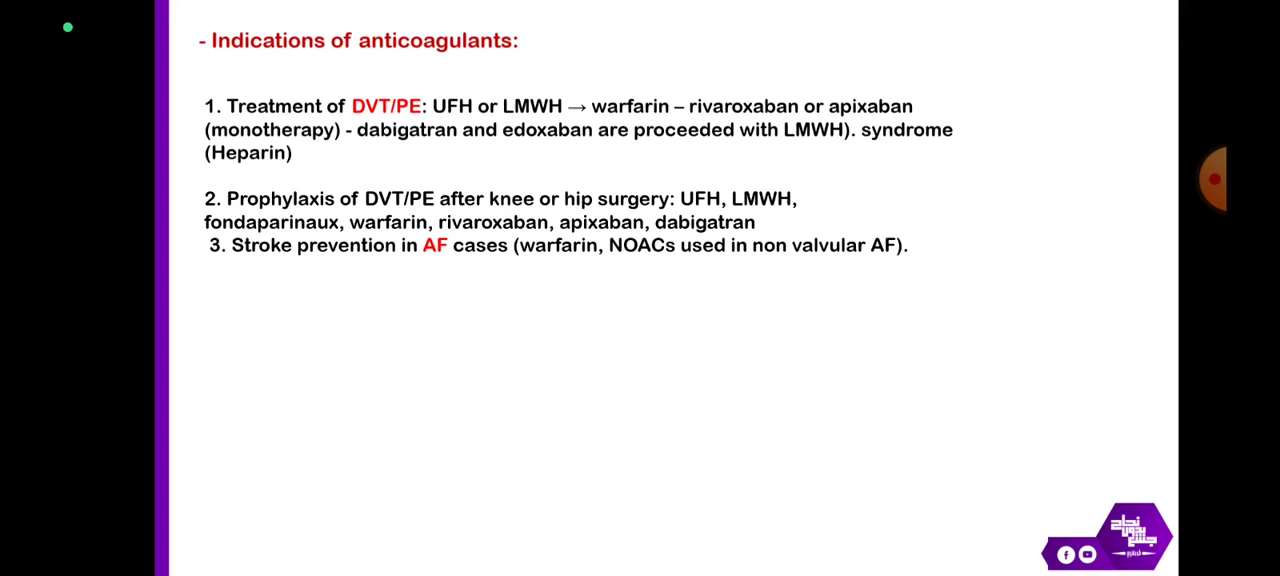 - Indications of anticoagulants:
1. Treatment of DVT/PE: UFH or LMWH → warfarin – rivaroxaban or apixaban
(monotherapy) - dabigatran and edoxaban are proceeded with LMWH). syndrome
(Heparin)
2. Prophylaxis of DVT/PE after knee or hip surgery: UFH, LMWH,
fondaparinaux, warfarin, rivaroxaban, apixaban, dabigatran
3. Stroke prevention in AF cases (warfarin, NOACs used in non valvular AF).